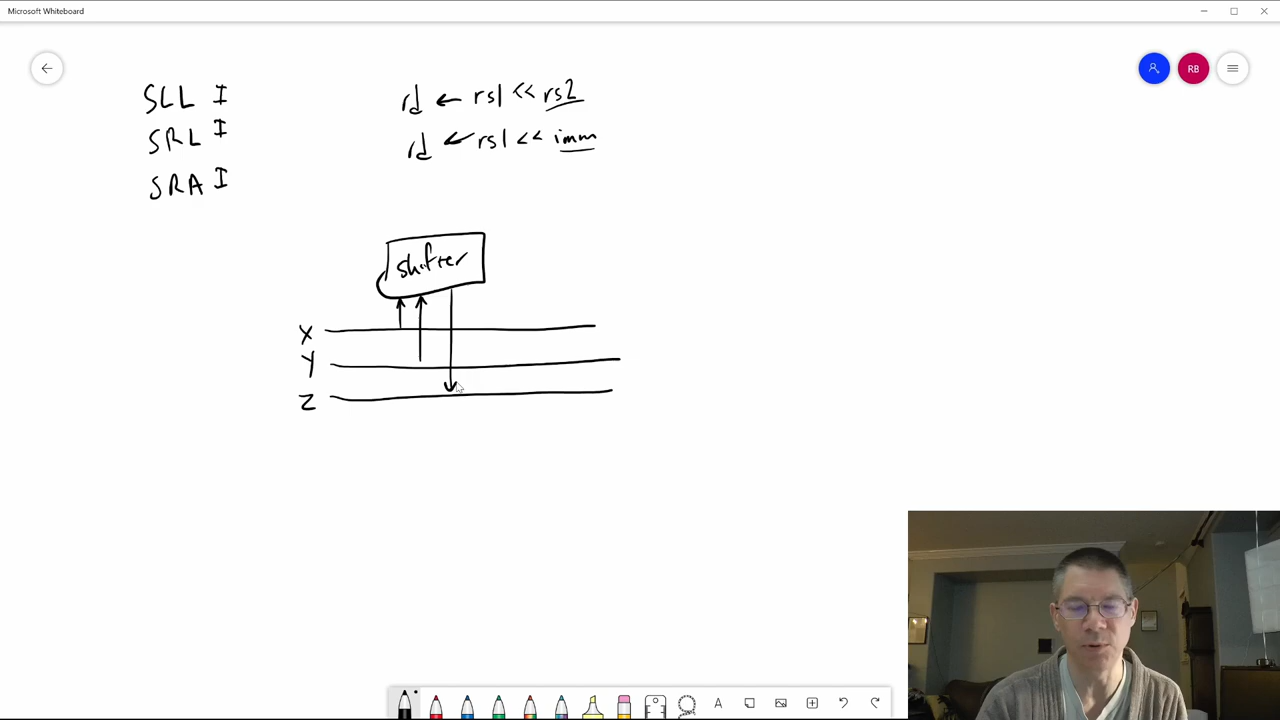 Microsoft Whiteboard
RB
SLL I
SRL I
SRA I
rd ← rs1 << rs2
rd ← rs1 << imm
shifter
X
Y
Z
A